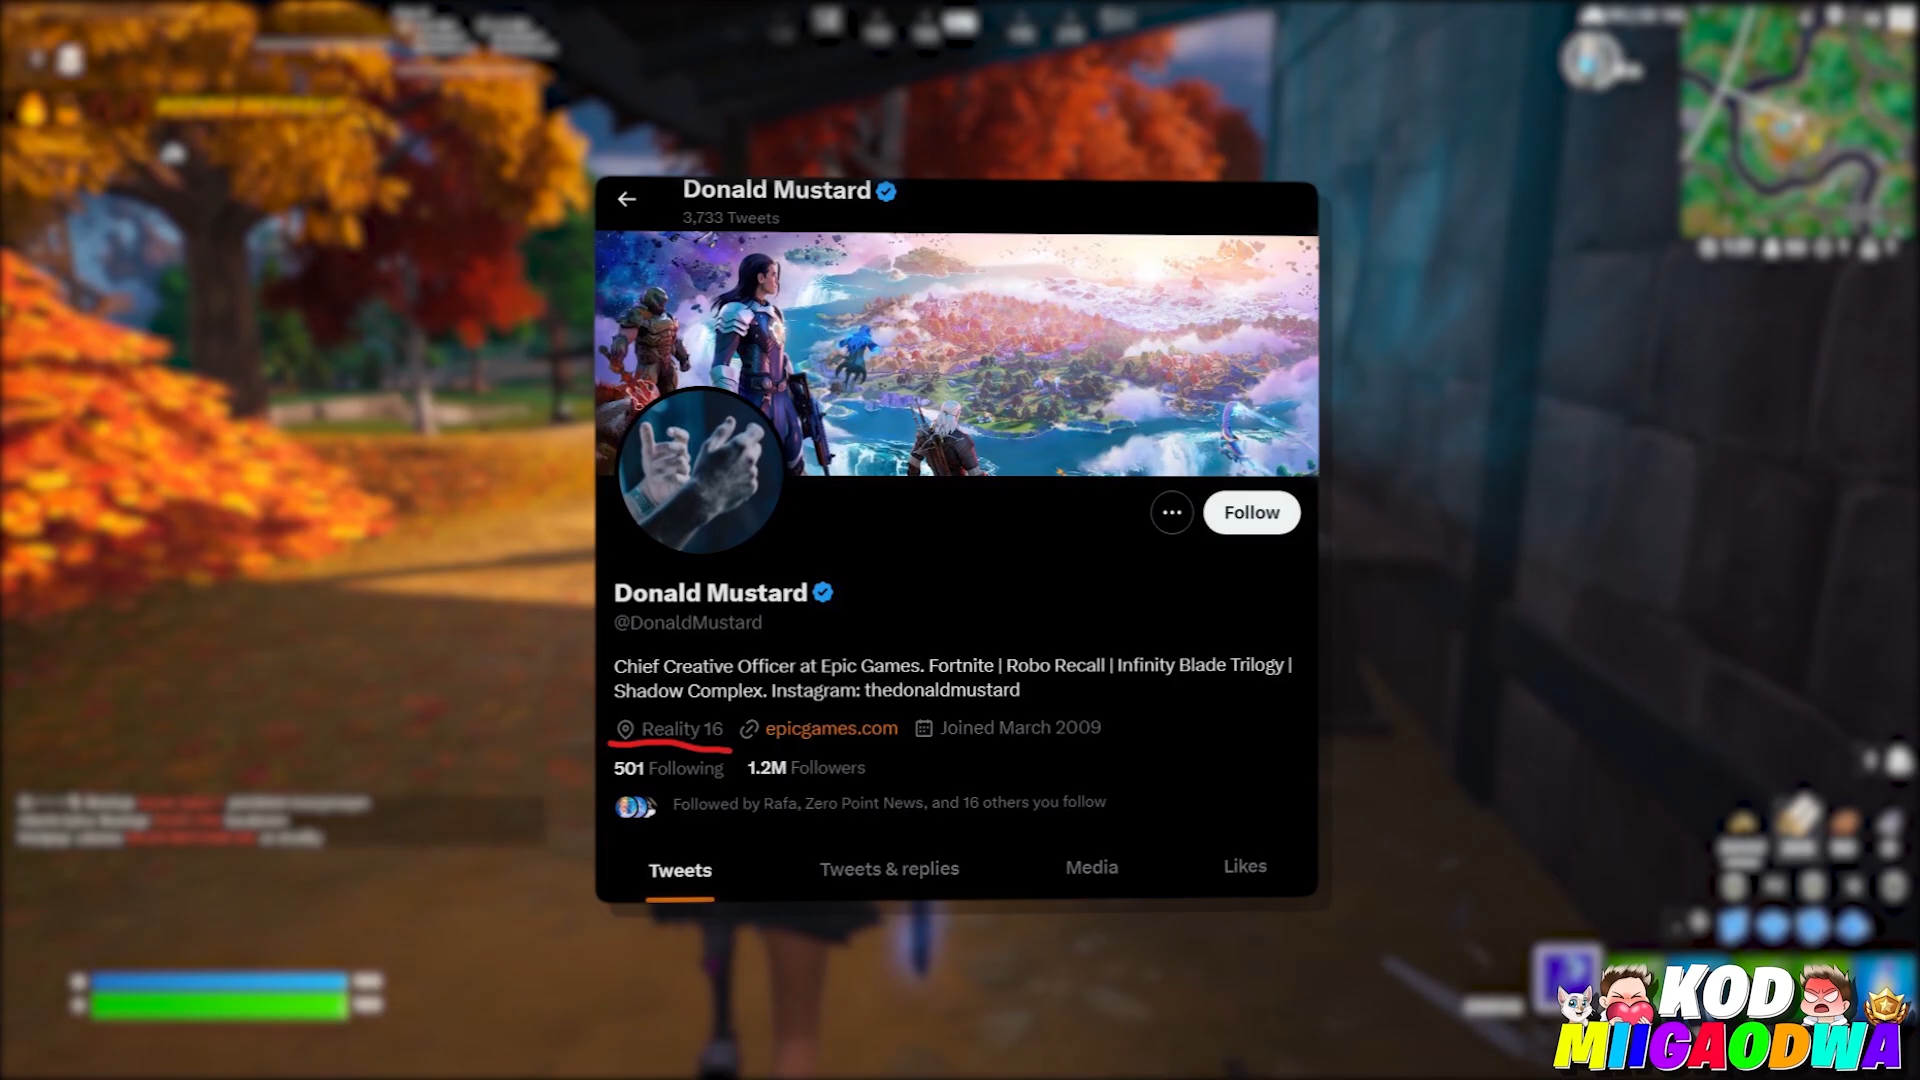 Donald Mustard
3,733 Tweets
Follow
Donald Mustard
@DonaldMustard
Chief Creative Officer at Epic Games. Fortnite | Robo Recall | Infinity Blade Trilogy |
Shadow Complex. Instagram: thedonaldmustard
Reality 16 epicgames.com Joined March 2009
501 Following 1.2M Followers
Followed by Rafa, Zero Point News, and 16 others you follow
Tweets Tweets & replies Media Likes
KOD
MIIGAODWA